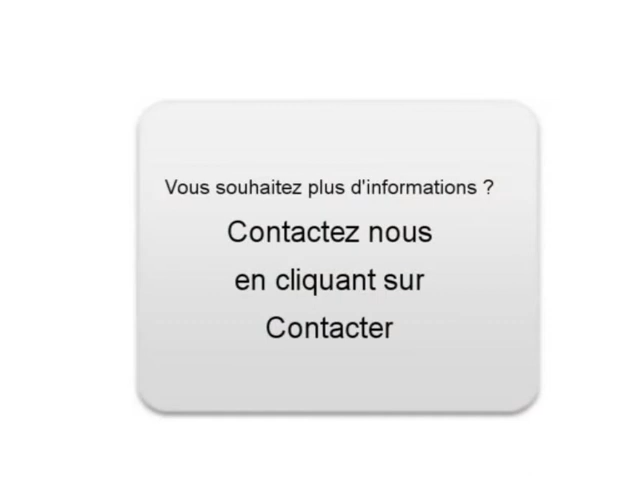 Vous souhaitez plus d'informations ?
Contactez nous
en cliquant sur
Contacter